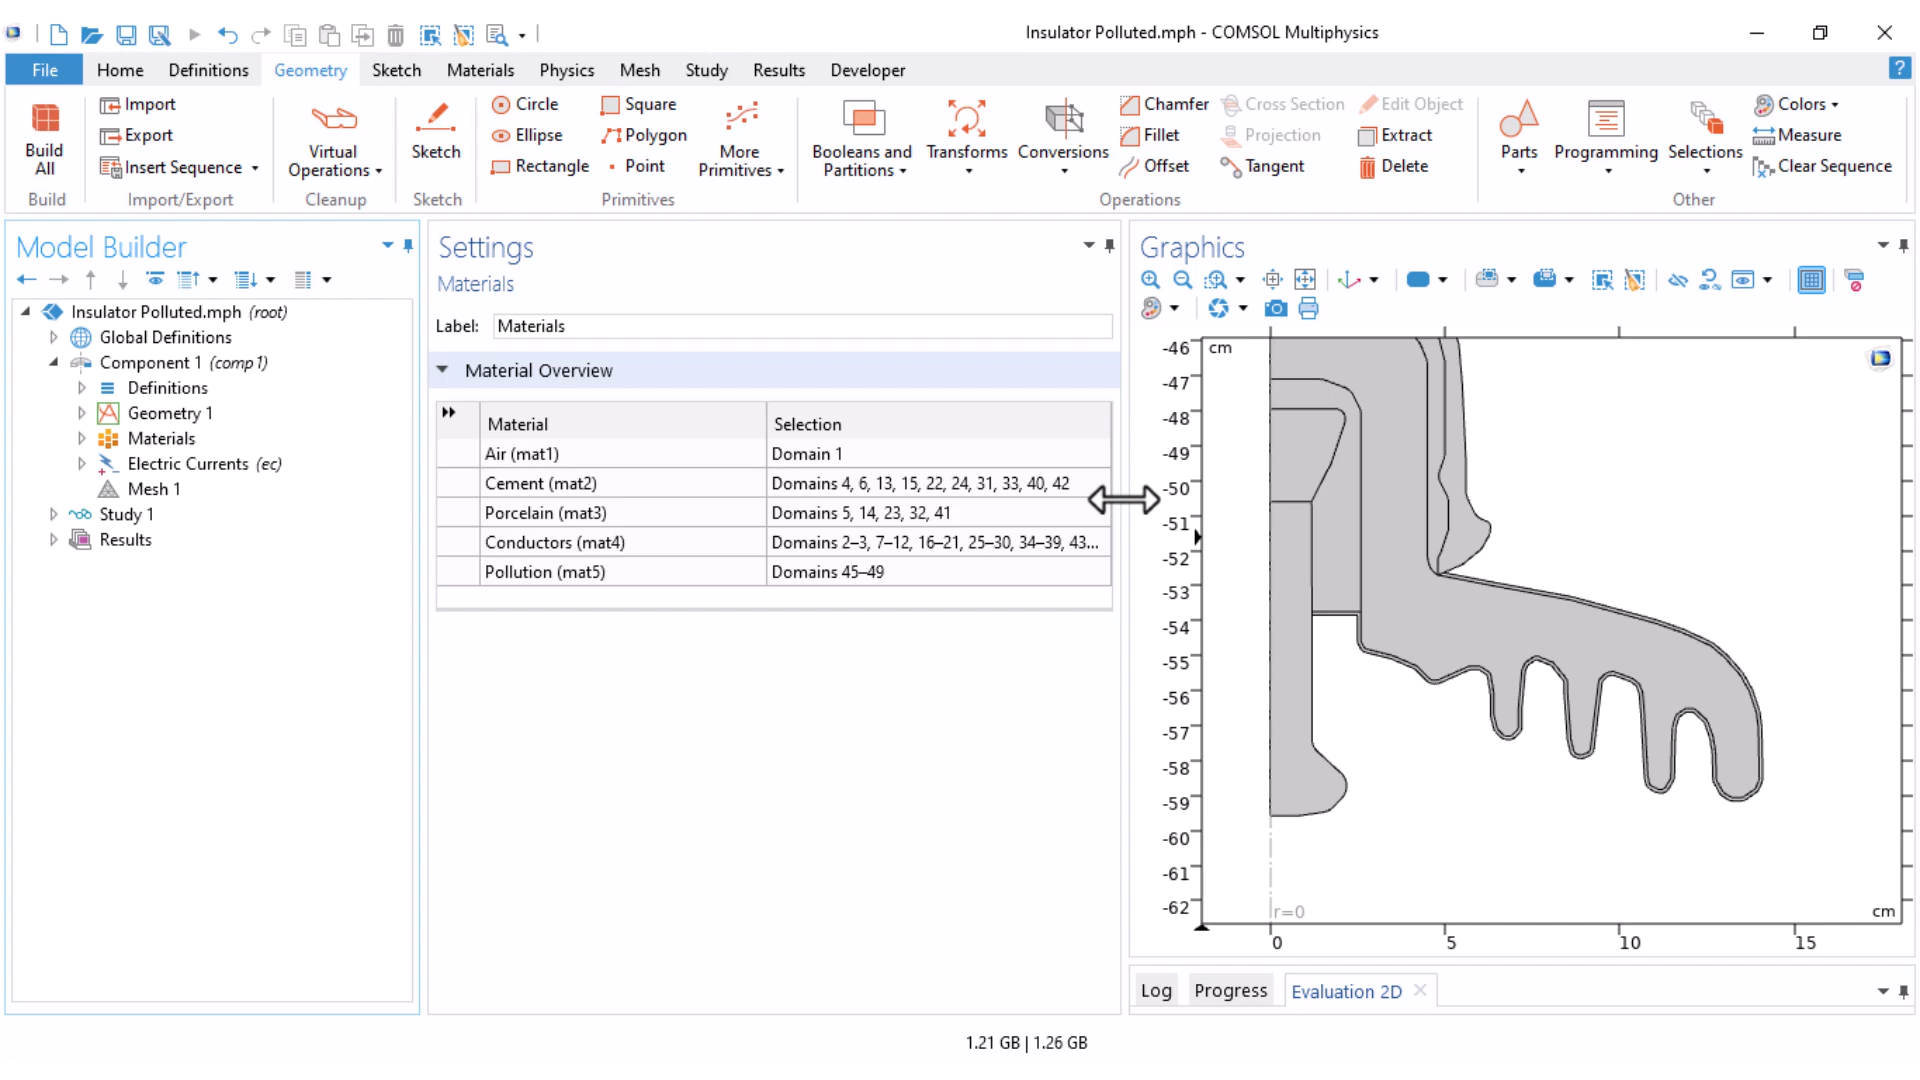 Insulator Polluted.mph - COMSOL Multiphysics
File Home Definitions Geometry Sketch Materials Physics Mesh Study Results Developer
Build All
Build
Import
Export
Insert Sequence
Import/Export
Virtual Operations
Cleanup
Sketch
Sketch
Circle
Ellipse
Rectangle
Square
Polygon
Point
More Primitives
Primitives
Booleans and Partitions
Transforms
Conversions
Chamfer
Fillet
Offset
Cross Section
Projection
Tangent
Edit Object
Extract
Delete
Operations
Parts
Programming
Selections
Colors
Measure
Clear Sequence
Other
Model Builder
Insulator Polluted.mph (root)
Global Definitions
Component 1 (comp1)
Definitions
Geometry 1
Materials
Electric Currents (ec)
Mesh 1
Study 1
Results
Settings
Materials
Label: Materials
Material Overview
Material Selection
Air (mat1) Domain 1
Cement (mat2) Domains 4, 6, 13, 15, 22, 24, 31, 33, 40, 42
Porcelain (mat3) Domains 5, 14, 23, 32, 41
Conductors (mat4) Domains 2–3, 7–12, 16–21, 25–30, 34–39, 43...
Pollution (mat5) Domains 45–49
Graphics
-46 cm
-47
-48
-49
-50
-51
-52
-53
-54
-55
-56
-57
-58
-59
-60
-61
-62
r=0 cm
0 5 10 15
Log Progress Evaluation 2D
1.21 GB | 1.26 GB